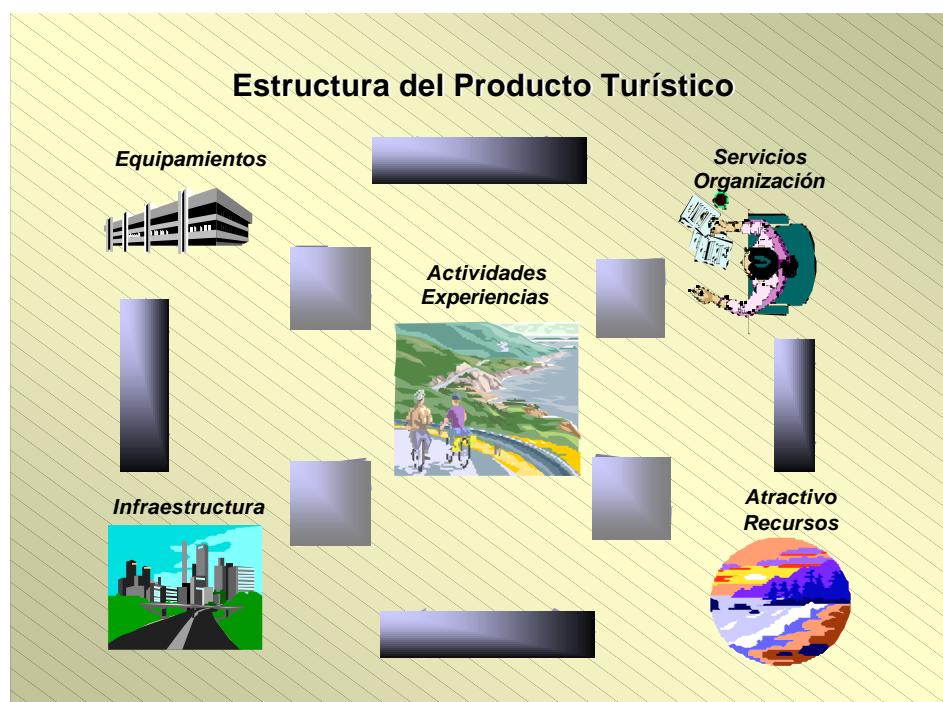 Estructura del Producto Turístico
Equipamientos
Servicios
Organización
Actividades
Experiencias
Infraestructura
Atractivo
Recursos